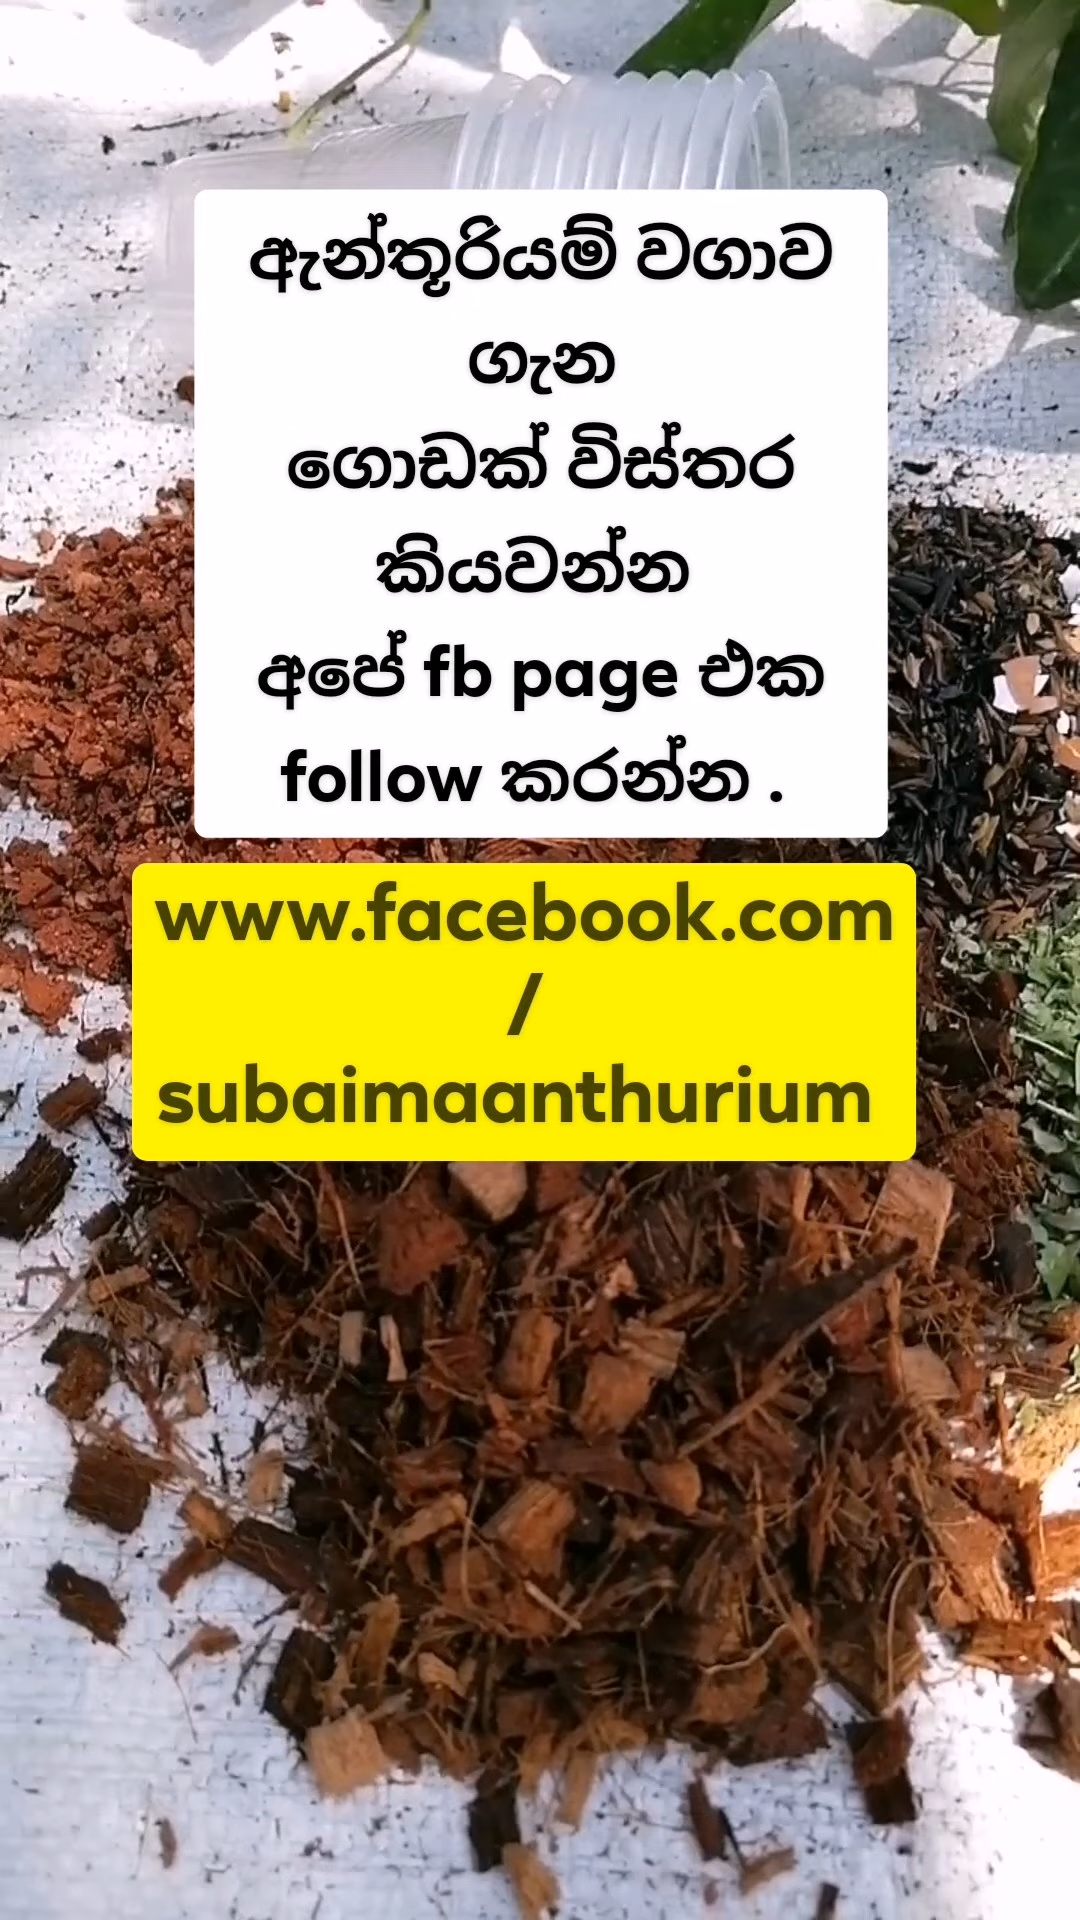 ඇන්තූරියම් වගාව
ගැන
ගොඩක් විස්තර
කියවන්න
අපේ fb page එක
follow කරන්න .
www.facebook.com
/
subaimaanthurium